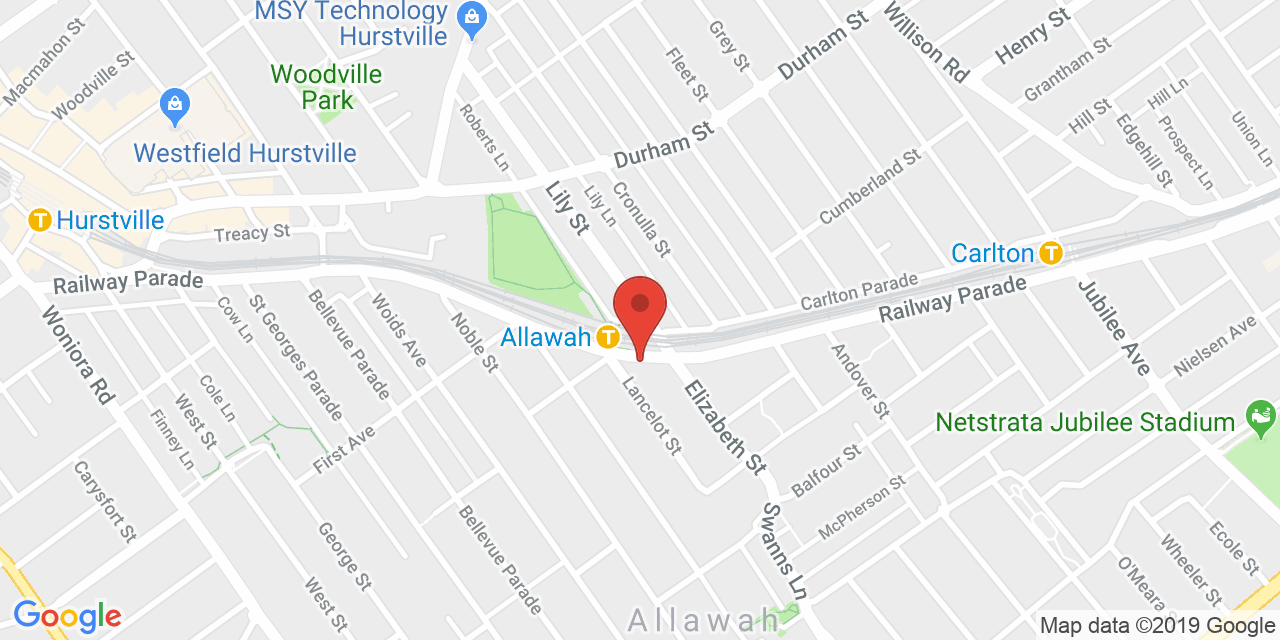 MSY Technology
Hurstville
Macmahon St
Woodville St
Woodville
Park
Westfield Hurstville
Grey St
Fleet St
Durham St
Willison Rd
Henry St
Grantham St
Hill St
Hill Ln
Edgehill St
Prospect Ln
Union Ln
Roberts Ln
Durham St
Lily St
Lily Ln
Cronulla St
Cumberland St
T Hurstville
Treacy St
Carlton T
Railway Parade
Carlton Parade
Railway Parade
Jubilee Ave
Nielsen Ave
Woniora Rd
Cow Ln
St Georges Parade
Bellevue Parade
Woids Ave
Noble St
Allawah T
Andover St
Cole Ln
West St
Finney Ln
First Ave
Lancelot St
Elizabeth St
Netstrata Jubilee Stadium
Balfour St
McPherson St
Carysfort St
George St
West St
Bellevue Parade
Swanns Ln
Ecole St
Wheeler St
O'Meara
Google
Allawah
Map data ©2019 Google